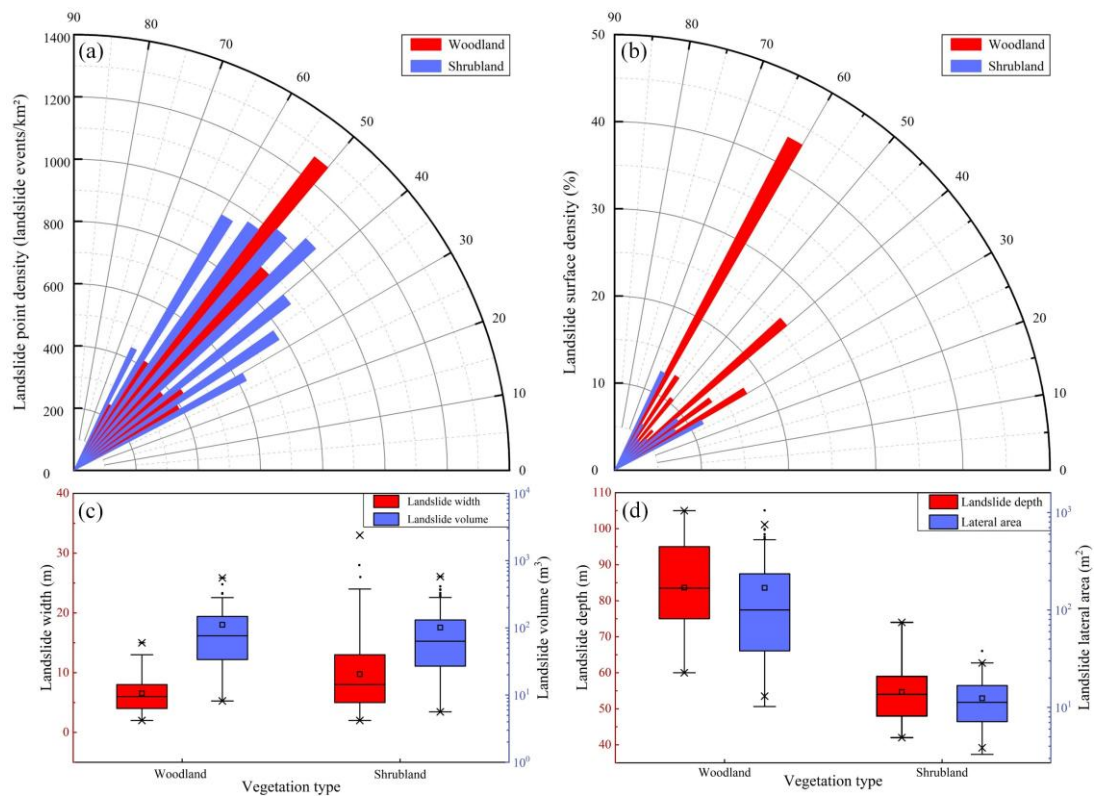 (a)
Woodland
Shrubland
Landslide point density (landslide events/km²)
1400
1200
1000
800
600
400
200
0
90
80
70
60
50
40
30
20
10
0
(b)
Woodland
Shrubland
Landslide surface density (%)
50
40
30
20
10
0
90
80
70
60
50
40
30
20
10
0
(c)
Landslide width
Landslide volume
Landslide width (m)
40
30
20
10
0
Landslide volume (m³)
10⁴
10³
10²
10¹
10⁰
Woodland
Shrubland
Vegetation type
(d)
Landslide depth
Lateral area
Landslide depth (m)
110
100
90
80
70
60
50
40
Landslide lateral area (m²)
10³
10²
10¹
Woodland
Shrubland
Vegetation type